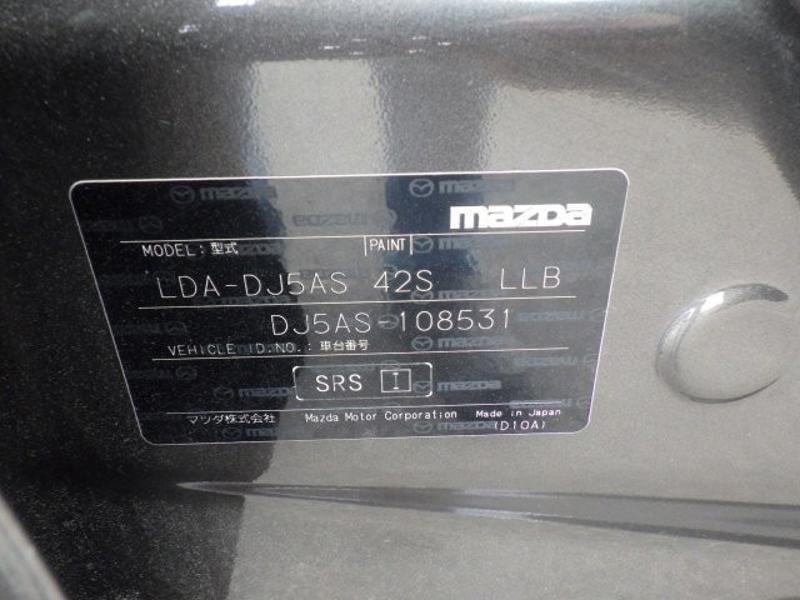 mazda
MODEL: 型式 PAINT
LDA-DJ5AS 42S LLB
DJ5AS-108531
VEHICLE I.D.NO.: 車台番号
SRS I
マツダ株式会社 Mazda Motor Corporation Made in Japan
(D10A)